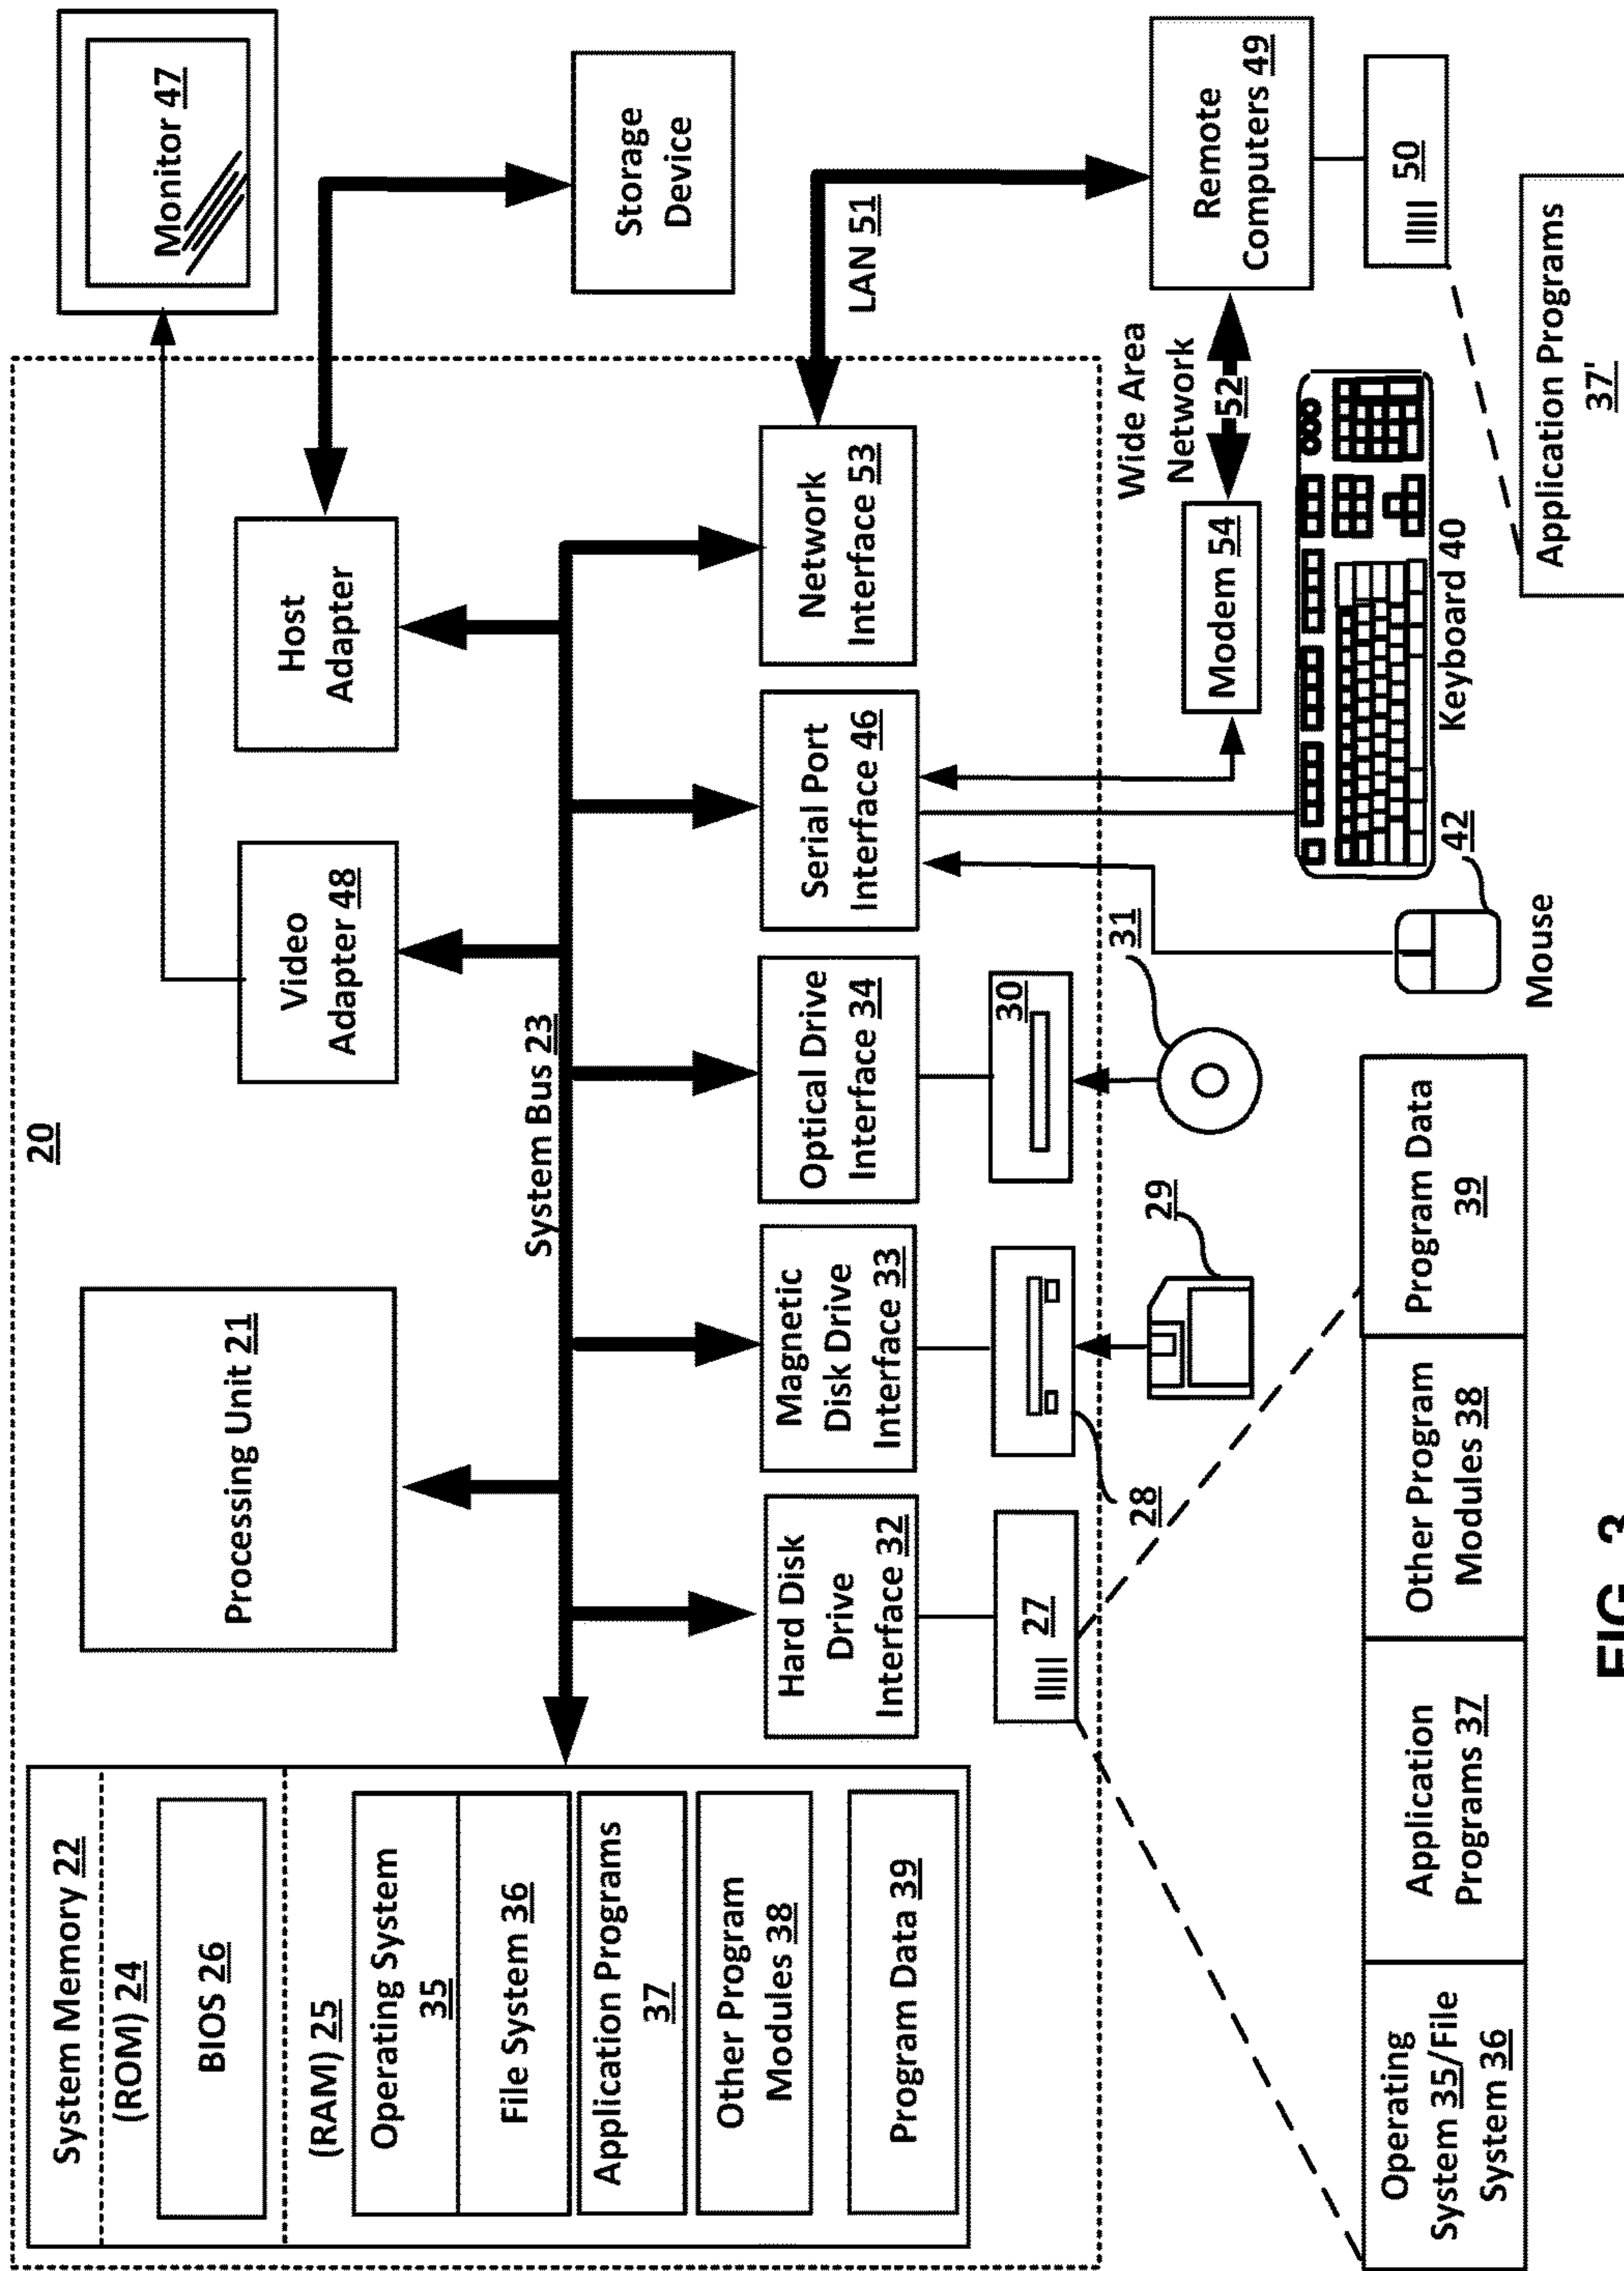 20
System Memory 22
(ROM) 24
BIOS 26
(RAM) 25
Operating System
35
File System 36
Application Programs
37
Other Program
Modules 38
Program Data 39
Processing Unit 21
Video
Adapter 48
Host
Adapter
Monitor 47
System Bus 23
Storage
Device
Hard Disk
Drive
Interface 32
Magnetic
Disk Drive
Interface 33
Optical Drive
Interface 34
Serial Port
Interface 46
Network
Interface 53
LAN 51
27
28
29
30
31
Wide Area
Network
52
Modem 54
Remote
Computers 49
50
Keyboard 40
42
Mouse
Operating
System 35/File
System 36
Application
Programs 37
Other Program
Modules 38
Program Data
39
Application Programs
37'
FIG. 3